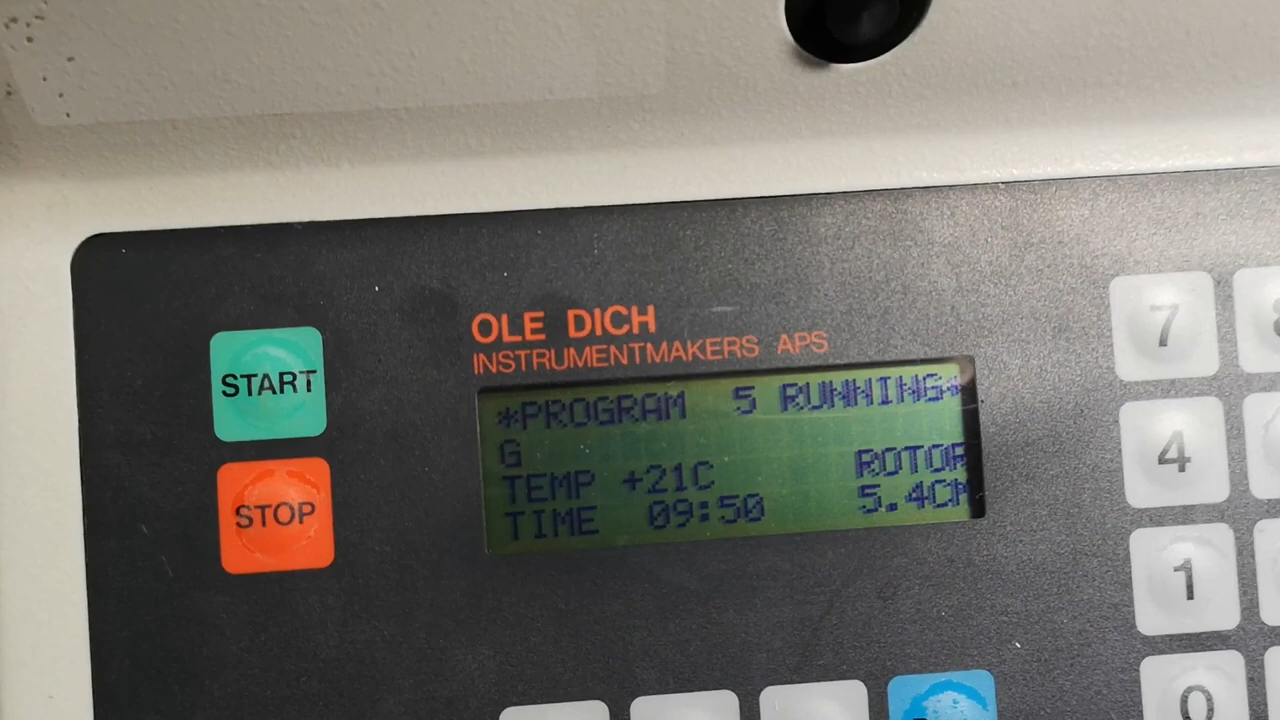 OLE DICH
INSTRUMENTMAKERS APS
*PROGRAM 5 RUNNING*
G
TEMP +21C ROTOR
TIME 09:50 5.4CM
START
STOP
7
4
1
0